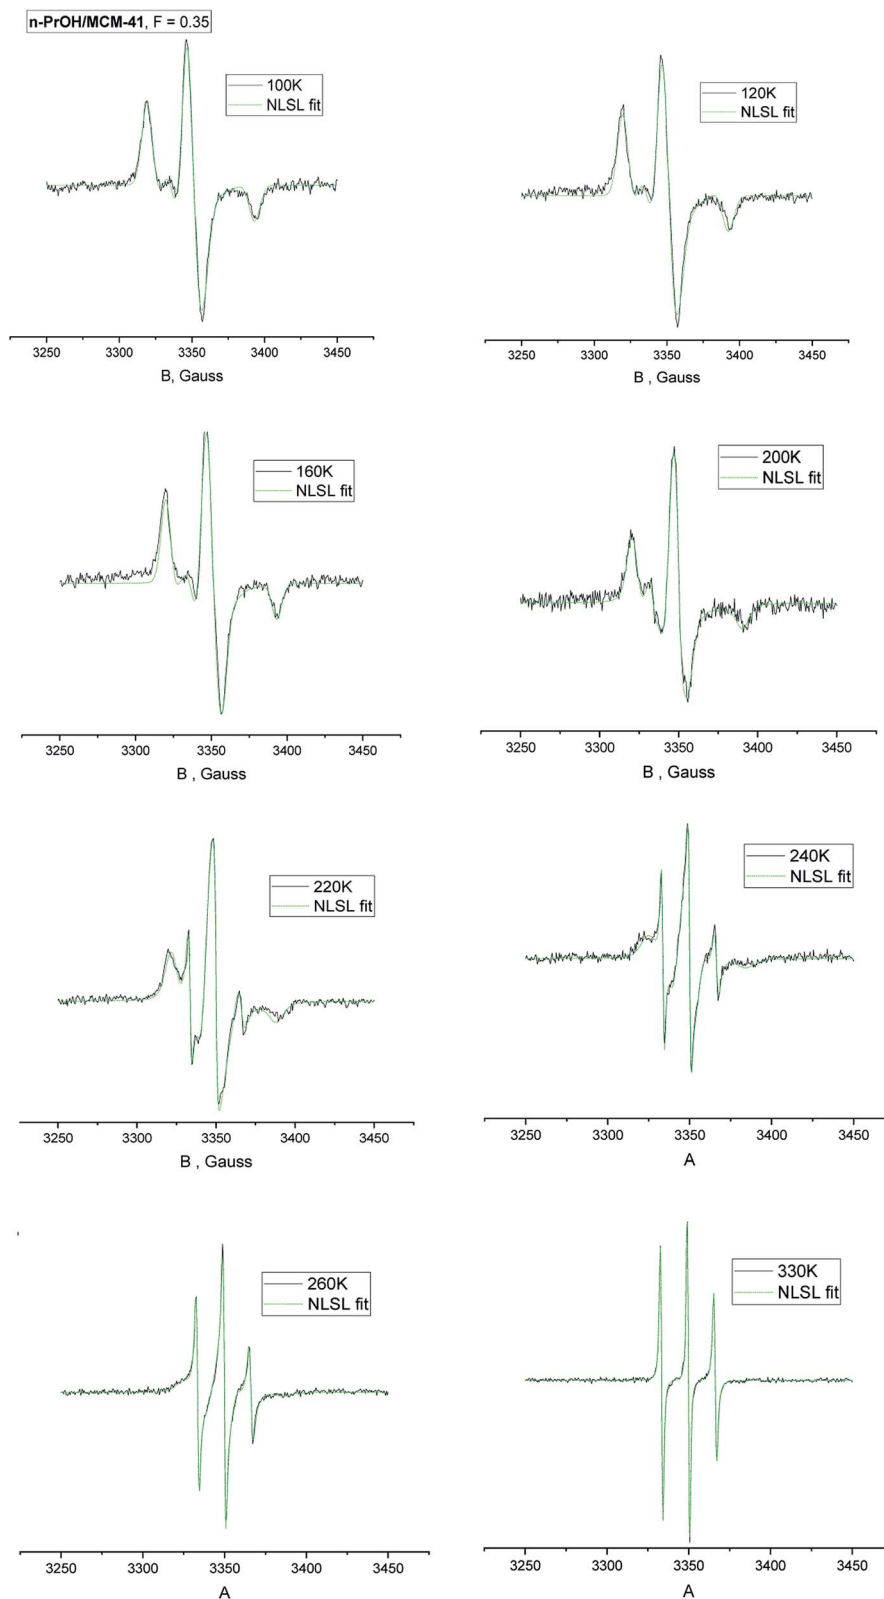 n-PrOH/MCM-41, F = 0.35
100K
NLSL fit
3250 3300 3350 3400 3450
B, Gauss
120K
NLSL fit
3250 3300 3350 3400 3450
B , Gauss
160K
NLSL fit
3250 3300 3350 3400 3450
B , Gauss
200K
NLSL fit
3250 3300 3350 3400 3450
B , Gauss
220K
NLSL fit
3250 3300 3350 3400 3450
B , Gauss
240K
NLSL fit
3250 3300 3350 3400 3450
A
260K
NLSL fit
3250 3300 3350 3400 3450
A
330K
NLSL fit
3250 3300 3350 3400 3450
A